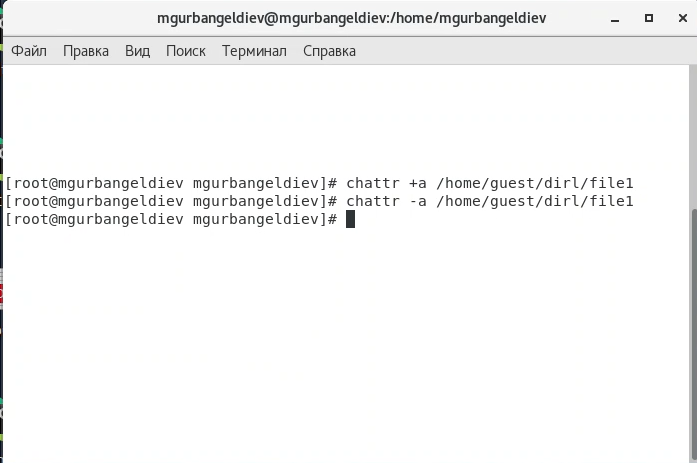 mgurbangeldiev@mgurbangeldiev:/home/mgurbangeldiev
Файл Правка Вид Поиск Терминал Справка
[root@mgurbangeldiev mgurbangeldiev]# chattr +a /home/guest/dirl/file1
[root@mgurbangeldiev mgurbangeldiev]# chattr -a /home/guest/dirl/file1
[root@mgurbangeldiev mgurbangeldiev]#